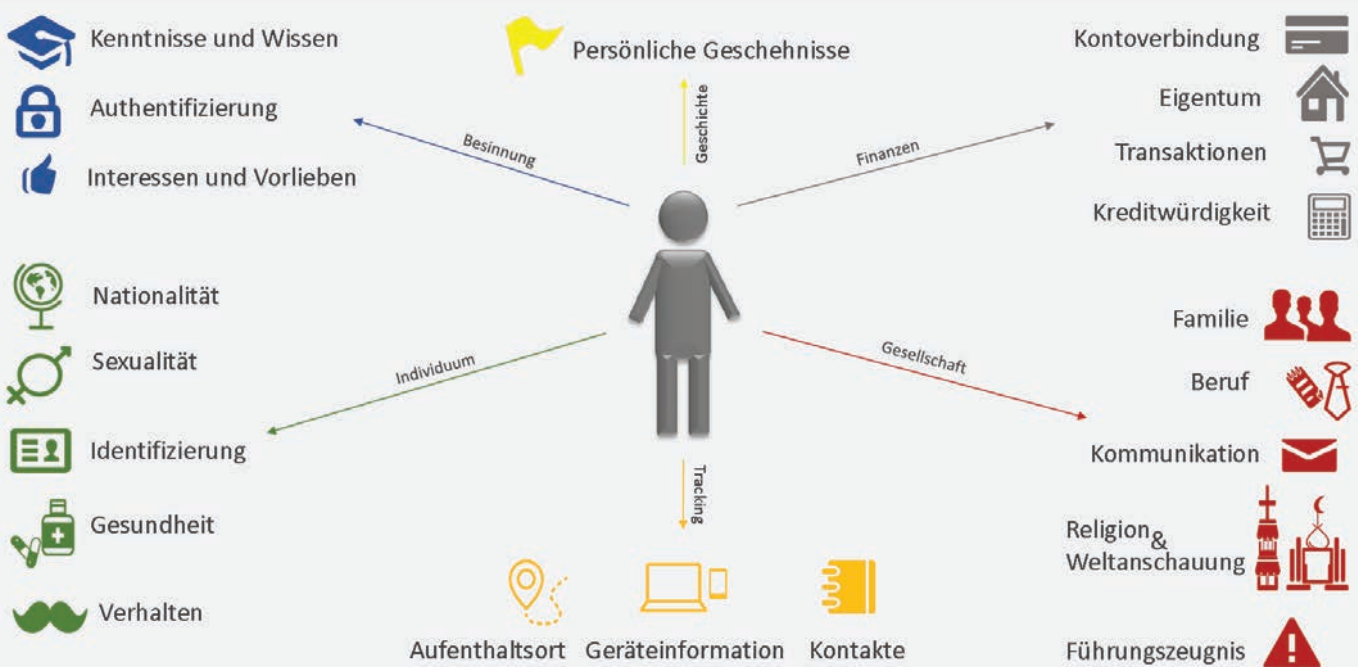 Kenntnisse und Wissen
Authentifizierung
Interessen und Vorlieben
Besinnung
Persönliche Geschehnisse
Geschichte
Kontoverbindung
Eigentum
Transaktionen
Kreditwürdigkeit
Finanzen
Nationalität
Sexualität
Identifizierung
Gesundheit
Verhalten
Individuum
Familie
Beruf
Kommunikation
Religion &
Weltanschauung
Führungszeugnis
Gesellschaft
Tracking
Aufenthaltsort
Geräteinformation
Kontakte